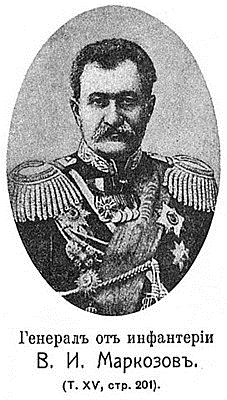 Генералъ отъ инфантеріи
В. И. Маркозовъ.
(Т. XV, стр. 201).